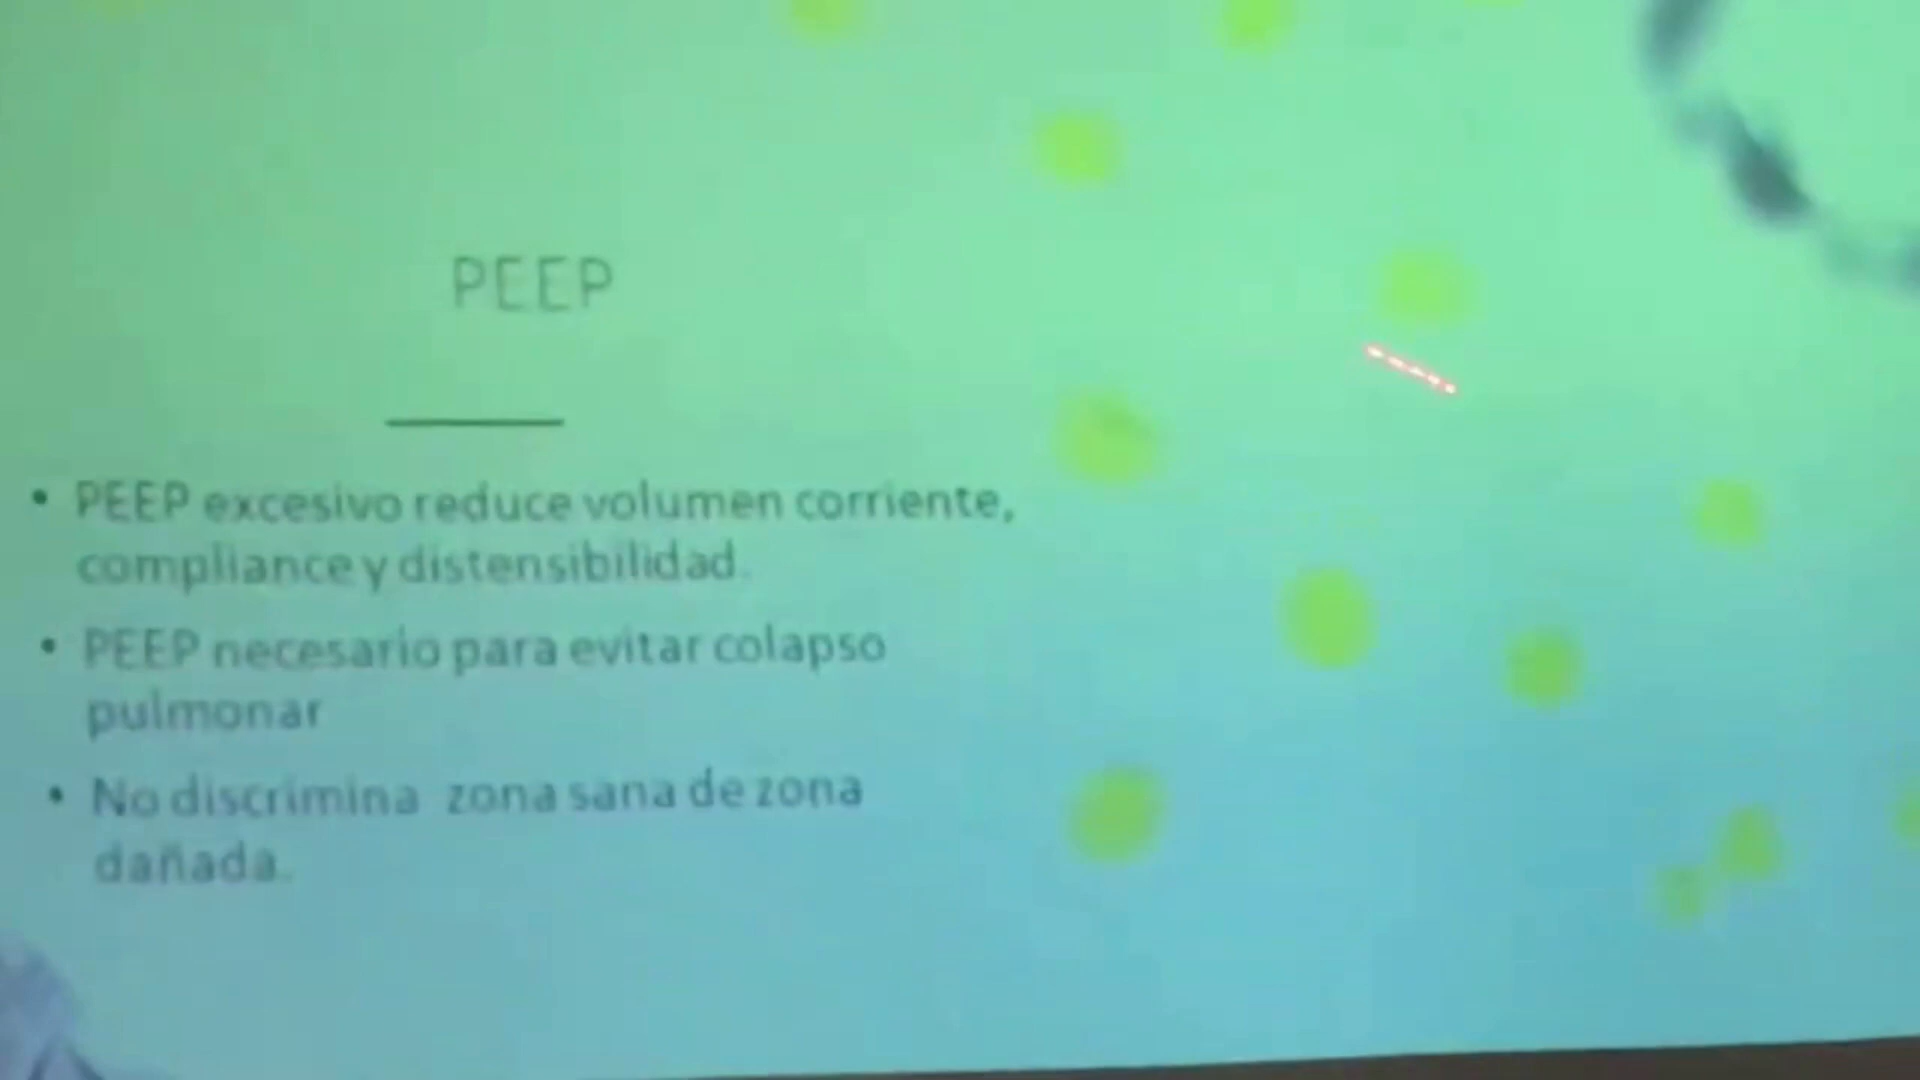 PEEP
• PEEP excesivo reduce volumen corriente,
compliance y distensibilidad.
• PEEP necesario para evitar colapso
pulmonar
• No discrimina zona sana de zona
dañada.